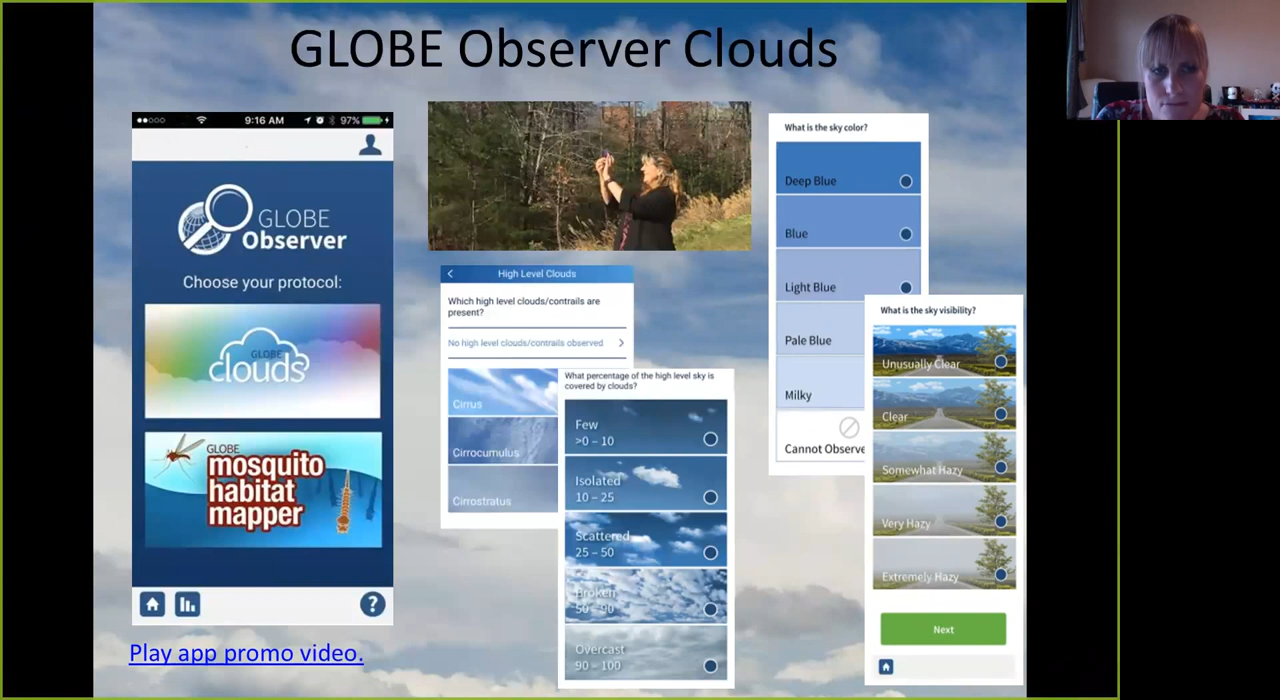 GLOBE Observer Clouds
9:16 AM
97%
GLOBE
Observer
Choose your protocol:
GLOBE
clouds
GLOBE
mosquito
habitat
mapper
Play app promo video.
High Level Clouds
Which high level clouds/contrails are
present?
No high level clouds/contrails observed
Cirrus
Cirrocumulus
Cirrostratus
What percentage of the high level sky is
covered by clouds?
Few
>0 – 10
Isolated
10 – 25
Scattered
25 – 50
Broken
50 – 90
Overcast
90 – 100
What is the sky color?
Deep Blue
Blue
Light Blue
Pale Blue
Milky
Cannot Observe
What is the sky visibility?
Unusually Clear
Clear
Somewhat Hazy
Very Hazy
Extremely Hazy
Next